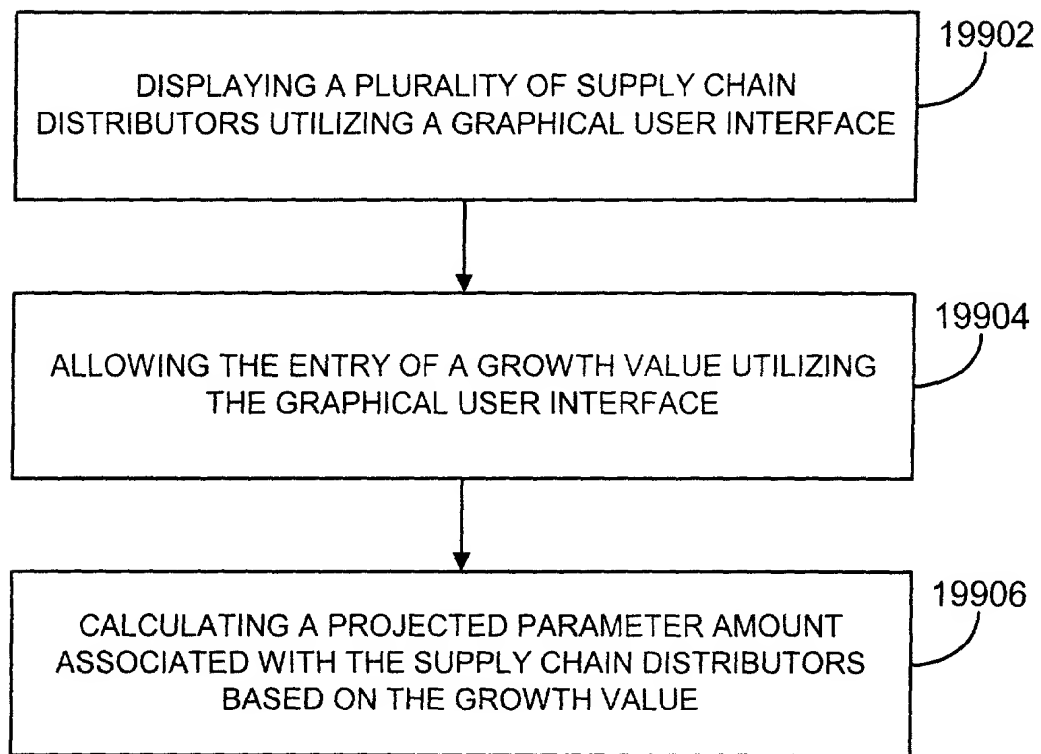 19902
DISPLAYING A PLURALITY OF SUPPLY CHAIN
DISTRIBUTORS UTILIZING A GRAPHICAL USER INTERFACE
19904
ALLOWING THE ENTRY OF A GROWTH VALUE UTILIZING
THE GRAPHICAL USER INTERFACE
19906
CALCULATING A PROJECTED PARAMETER AMOUNT
ASSOCIATED WITH THE SUPPLY CHAIN DISTRIBUTORS
BASED ON THE GROWTH VALUE